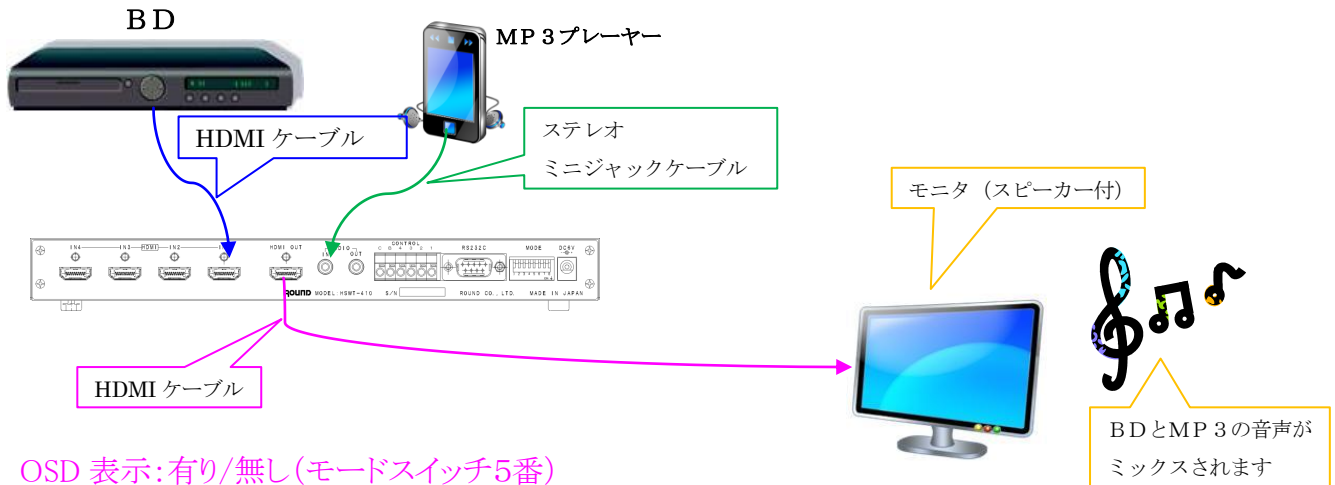 BD
MP3プレーヤー
HDMI ケーブル
ステレオ
ミニジャックケーブル
モニタ（スピーカー付）
IN4 IN3 HDMI IN2
HDMI OUT
OUT
CONTROL
RS232C
MODE
DC6V
ROUND MODEL:HSWT-410 S/N ROUND CO., LTD. MADE IN JAPAN
HDMI ケーブル
BDとMP3の音声が
ミックスされます
OSD 表示：有り/無し（モードスイッチ5番）